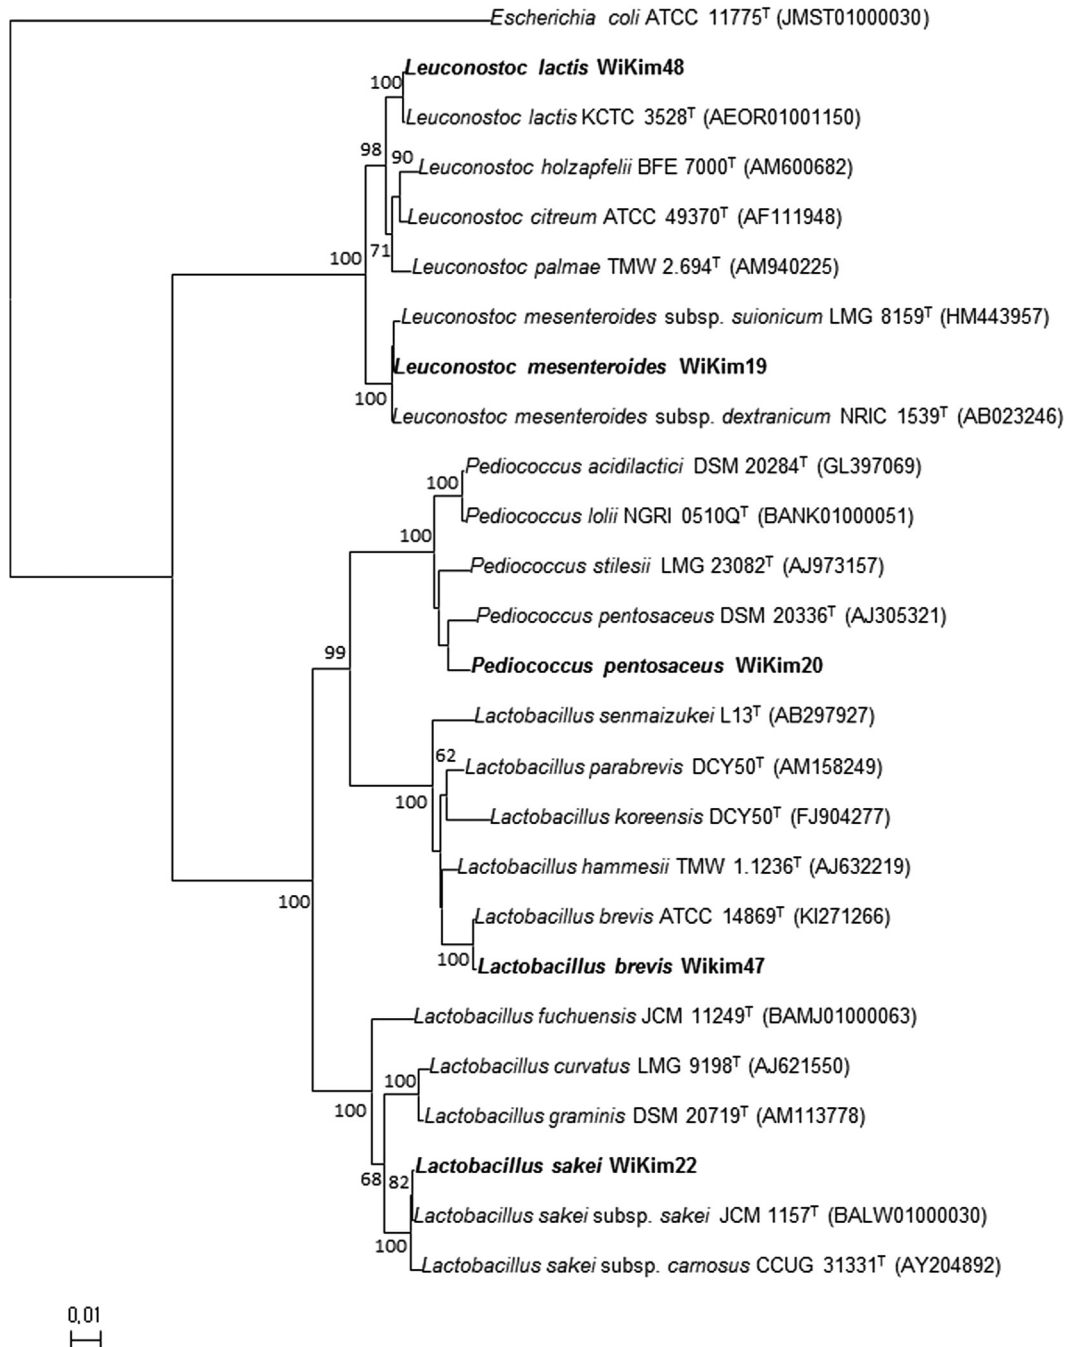 Escherichia coli ATCC 11775ᵀ (JMST01000030)
Leuconostoc lactis WiKim48
100
Leuconostoc lactis KCTC 3528ᵀ (AEOR01001150)
98
90
Leuconostoc holzapfelii BFE 7000ᵀ (AM600682)
Leuconostoc citreum ATCC 49370ᵀ (AF111948)
100
71
Leuconostoc palmae TMW 2.694ᵀ (AM940225)
Leuconostoc mesenteroides subsp. suionicum LMG 8159ᵀ (HM443957)
Leuconostoc mesenteroides WiKim19
100
Leuconostoc mesenteroides subsp. dextranicum NRIC 1539ᵀ (AB023246)
Pediococcus acidilactici DSM 20284ᵀ (GL397069)
100
Pediococcus lolii NGRI 0510Qᵀ (BANK01000051)
100
Pediococcus stilesii LMG 23082ᵀ (AJ973157)
Pediococcus pentosaceus DSM 20336ᵀ (AJ305321)
99
Pediococcus pentosaceus WiKim20
Lactobacillus senmaizukei L13ᵀ (AB297927)
62
Lactobacillus parabrevis DCY50ᵀ (AM158249)
100
Lactobacillus koreensis DCY50ᵀ (FJ904277)
Lactobacillus hammesii TMW 1.1236ᵀ (AJ632219)
100
Lactobacillus brevis ATCC 14869ᵀ (KI271266)
100
Lactobacillus brevis Wikim47
Lactobacillus fuchuensis JCM 11249ᵀ (BAMJ01000063)
Lactobacillus curvatus LMG 9198ᵀ (AJ621550)
100
100
Lactobacillus graminis DSM 20719ᵀ (AM113778)
Lactobacillus sakei WiKim22
68
82
Lactobacillus sakei subsp. sakei JCM 1157ᵀ (BALW01000030)
100
Lactobacillus sakei subsp. carnosus CCUG 31331ᵀ (AY204892)
0,01